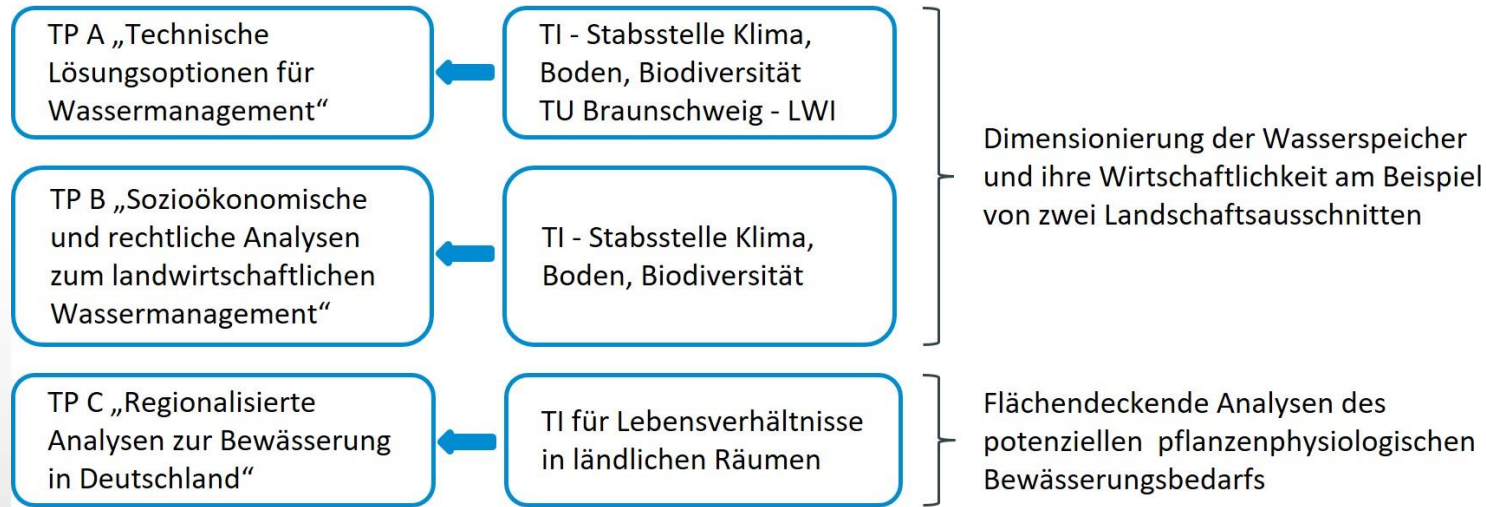 TP A „Technische
Lösungsoptionen für
Wassermanagement“
TI - Stabsstelle Klima,
Boden, Biodiversität
TU Braunschweig - LWI
TP B „Sozioökonomische
und rechtliche Analysen
zum landwirtschaftlichen
Wassermanagement“
TI - Stabsstelle Klima,
Boden, Biodiversität
Dimensionierung der Wasserspeicher
und ihre Wirtschaftlichkeit am Beispiel
von zwei Landschaftsausschnitten
TP C „Regionalisierte
Analysen zur Bewässerung
in Deutschland“
TI für Lebensverhältnisse
in ländlichen Räumen
Flächendeckende Analysen des
potenziellen pflanzenphysiologischen
Bewässerungsbedarfs